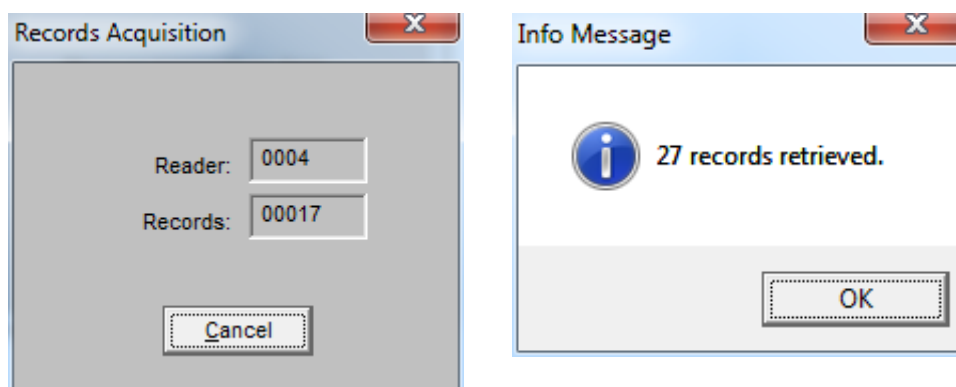 Records Acquisition
Reader: 0004
Records: 00017
Cancel
Info Message
27 records retrieved.
OK